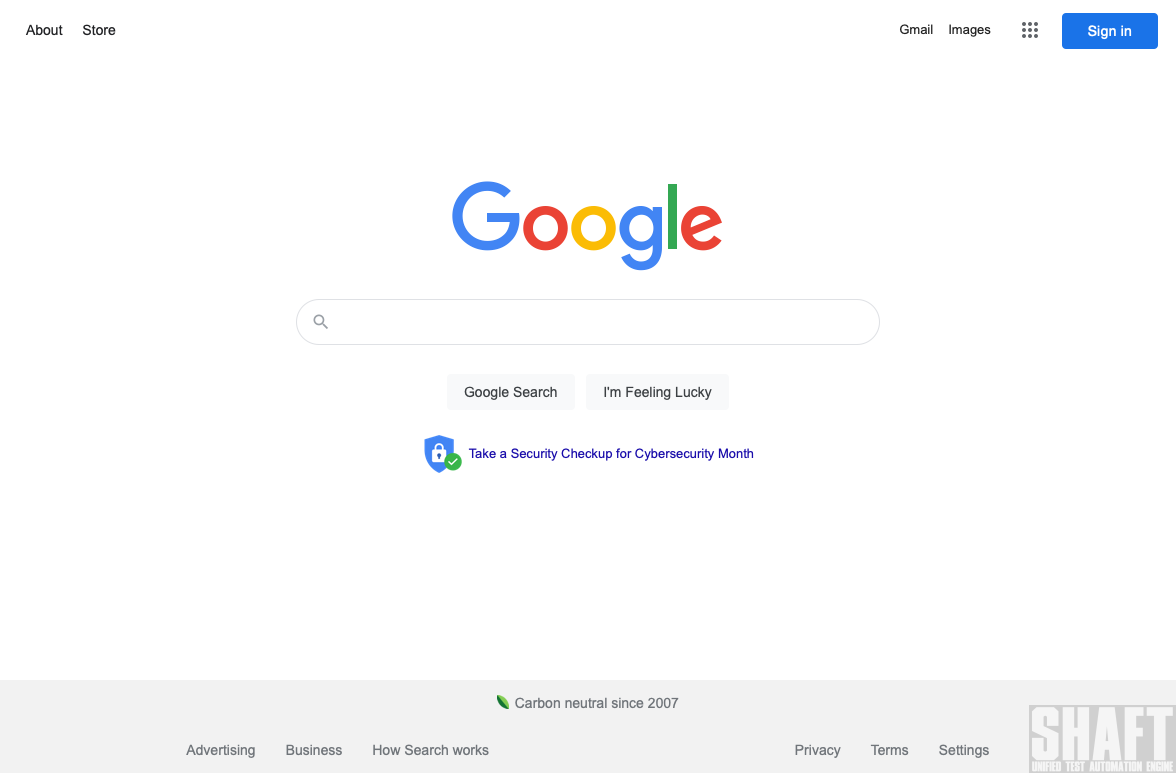 About Store Gmail Images Sign in
Google
Google Search I'm Feeling Lucky
Take a Security Checkup for Cybersecurity Month
Carbon neutral since 2007
Advertising Business How Search works Privacy Terms Settings
SHAFT
UNIFIED TEST AUTOMATION ENGINE